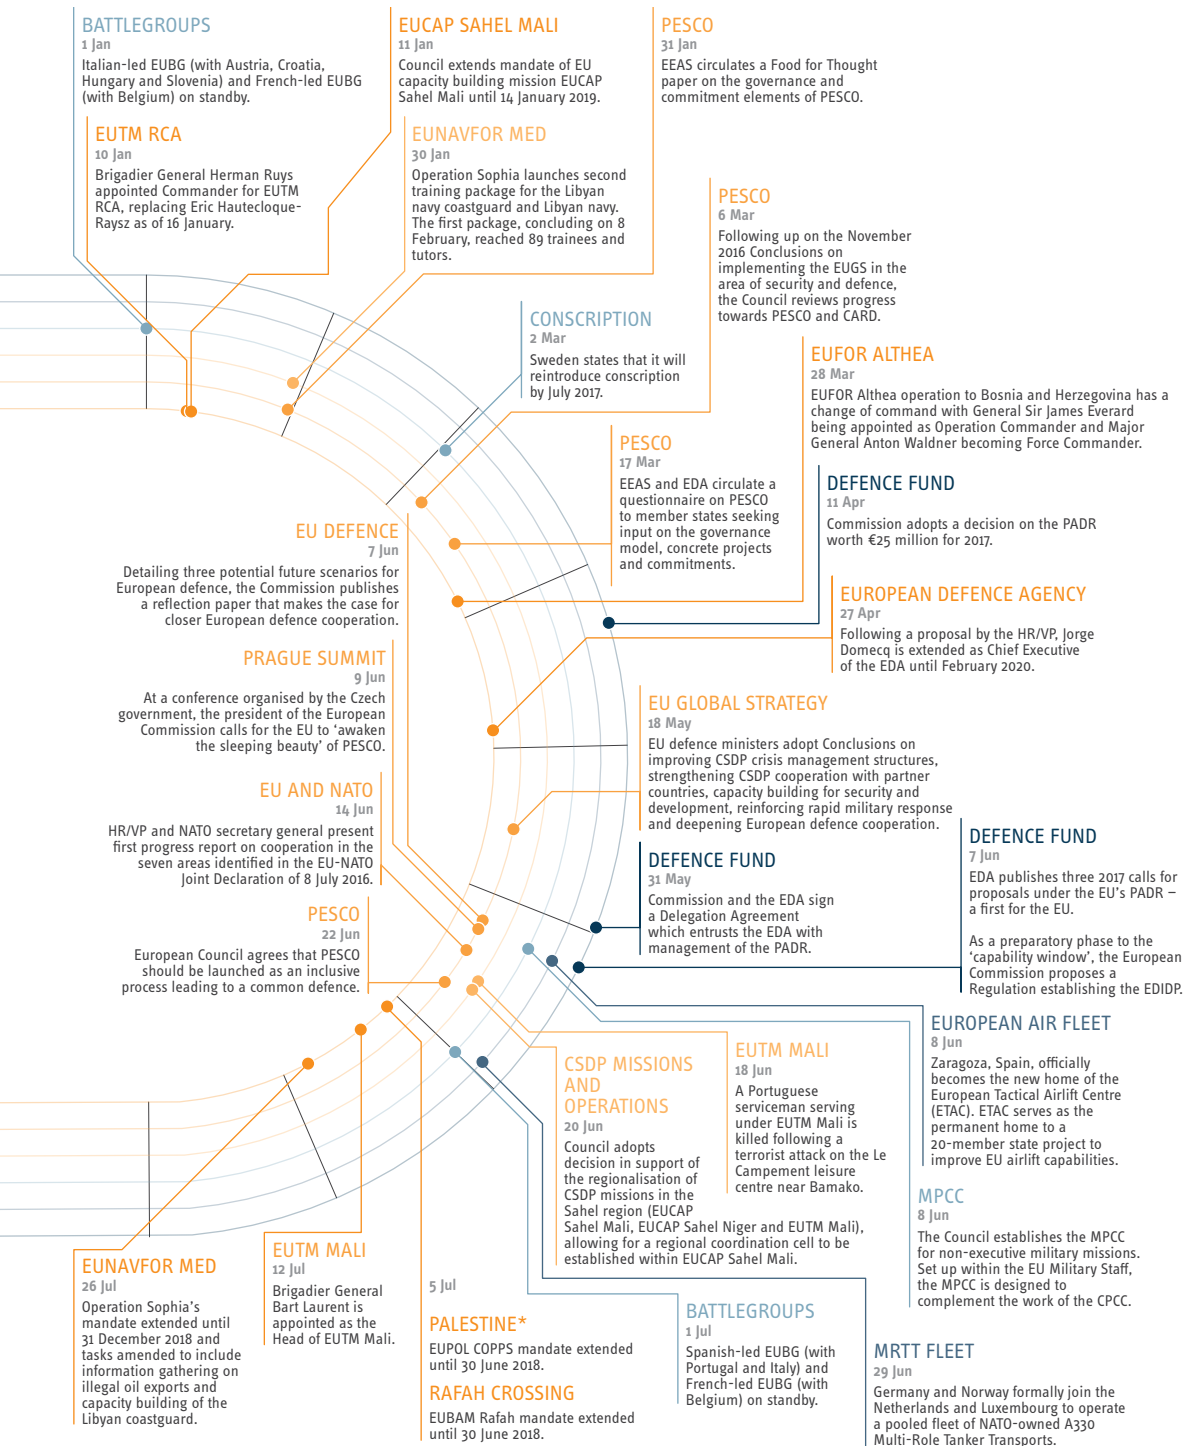 BATTLEGROUPS
1 Jan
Italian-led EUBG (with Austria, Croatia,
Hungary and Slovenia) and French-led EUBG
(with Belgium) on standby.
EUTM RCA
10 Jan
Brigadier General Herman Ruys
appointed Commander for EUTM
RCA, replacing Eric Hautecloque-
Raysz as of 16 January.
EUCAP SAHEL MALI
11 Jan
Council extends mandate of EU
capacity building mission EUCAP
Sahel Mali until 14 January 2019.
EUNAVFOR MED
30 Jan
Operation Sophia launches second
training package for the Libyan
navy coastguard and Libyan navy.
The first package, concluding on 8
February, reached 89 trainees and
tutors.
PESCO
31 Jan
EEAS circulates a Food for Thought
paper on the governance and
commitment elements of PESCO.
CONSCRIPTION
2 Mar
Sweden states that it will
reintroduce conscription
by July 2017.
PESCO
6 Mar
Following up on the November
2016 Conclusions on
implementing the EUGS in the
area of security and defence,
the Council reviews progress
towards PESCO and CARD.
PESCO
17 Mar
EEAS and EDA circulate a
questionnaire on PESCO
to member states seeking
input on the governance
model, concrete projects
and commitments.
EUFOR ALTHEA
28 Mar
EUFOR Althea operation to Bosnia and Herzegovina has a
change of command with General Sir James Everard
being appointed as Operation Commander and Major
General Anton Waldner becoming Force Commander.
DEFENCE FUND
11 Apr
Commission adopts a decision on the PADR
worth €25 million for 2017.
EUROPEAN DEFENCE AGENCY
27 Apr
Following a proposal by the HR/VP, Jorge
Domecq is extended as Chief Executive
of the EDA until February 2020.
EU GLOBAL STRATEGY
18 May
EU defence ministers adopt Conclusions on
improving CSDP crisis management structures,
strengthening CSDP cooperation with partner
countries, capacity building for security and
development, reinforcing rapid military response
and deepening European defence cooperation.
DEFENCE FUND
31 May
Commission and the EDA sign
a Delegation Agreement
which entrusts the EDA with
management of the PADR.
DEFENCE FUND
7 Jun
EDA publishes three 2017 calls for
proposals under the EU's PADR –
a first for the EU.
As a preparatory phase to the
‘capability window’, the European
Commission proposes a
Regulation establishing the EDIDP.
EU DEFENCE
7 Jun
Detailing three potential future scenarios for
European defence, the Commission publishes
a reflection paper that makes the case for
closer European defence cooperation.
PRAGUE SUMMIT
9 Jun
At a conference organised by the Czech
government, the president of the European
Commission calls for the EU to ‘awaken
the sleeping beauty’ of PESCO.
EU AND NATO
14 Jun
HR/VP and NATO secretary general present
first progress report on cooperation in the
seven areas identified in the EU-NATO
Joint Declaration of 8 July 2016.
PESCO
22 Jun
European Council agrees that PESCO
should be launched as an inclusive
process leading to a common defence.
EUROPEAN AIR FLEET
8 Jun
Zaragoza, Spain, officially
becomes the new home of the
European Tactical Airlift Centre
(ETAC). ETAC serves as the
permanent home to a
20-member state project to
improve EU airlift capabilities.
MPCC
8 Jun
The Council establishes the MPCC
for non-executive military missions.
Set up within the EU Military Staff,
the MPCC is designed to
complement the work of the CPCC.
EUTM MALI
18 Jun
A Portuguese
serviceman serving
under EUTM Mali is
killed following a
terrorist attack on the Le
Campement leisure
centre near Bamako.
CSDP MISSIONS
AND
OPERATIONS
20 Jun
Council adopts
decision in support of
the regionalisation of
CSDP missions in the
Sahel region (EUCAP
Sahel Mali, EUCAP Sahel Niger and EUTM Mali),
allowing for a regional coordination cell to be
established within EUCAP Sahel Mali.
MRTT FLEET
29 Jun
Germany and Norway formally join the
Netherlands and Luxembourg to operate
a pooled fleet of NATO-owned A330
Multi-Role Tanker Transports.
BATTLEGROUPS
1 Jul
Spanish-led EUBG (with
Portugal and Italy) and
French-led EUBG (with
Belgium) on standby.
5 Jul
PALESTINE*
EUPOL COPPS mandate extended
until 30 June 2018.
RAFAH CROSSING
EUBAM Rafah mandate extended
until 30 June 2018.
EUTM MALI
12 Jul
Brigadier General
Bart Laurent is
appointed as the
Head of EUTM Mali.
EUNAVFOR MED
26 Jul
Operation Sophia's
mandate extended until
31 December 2018 and
tasks amended to include
information gathering on
illegal oil exports and
capacity building of the
Libyan coastguard.